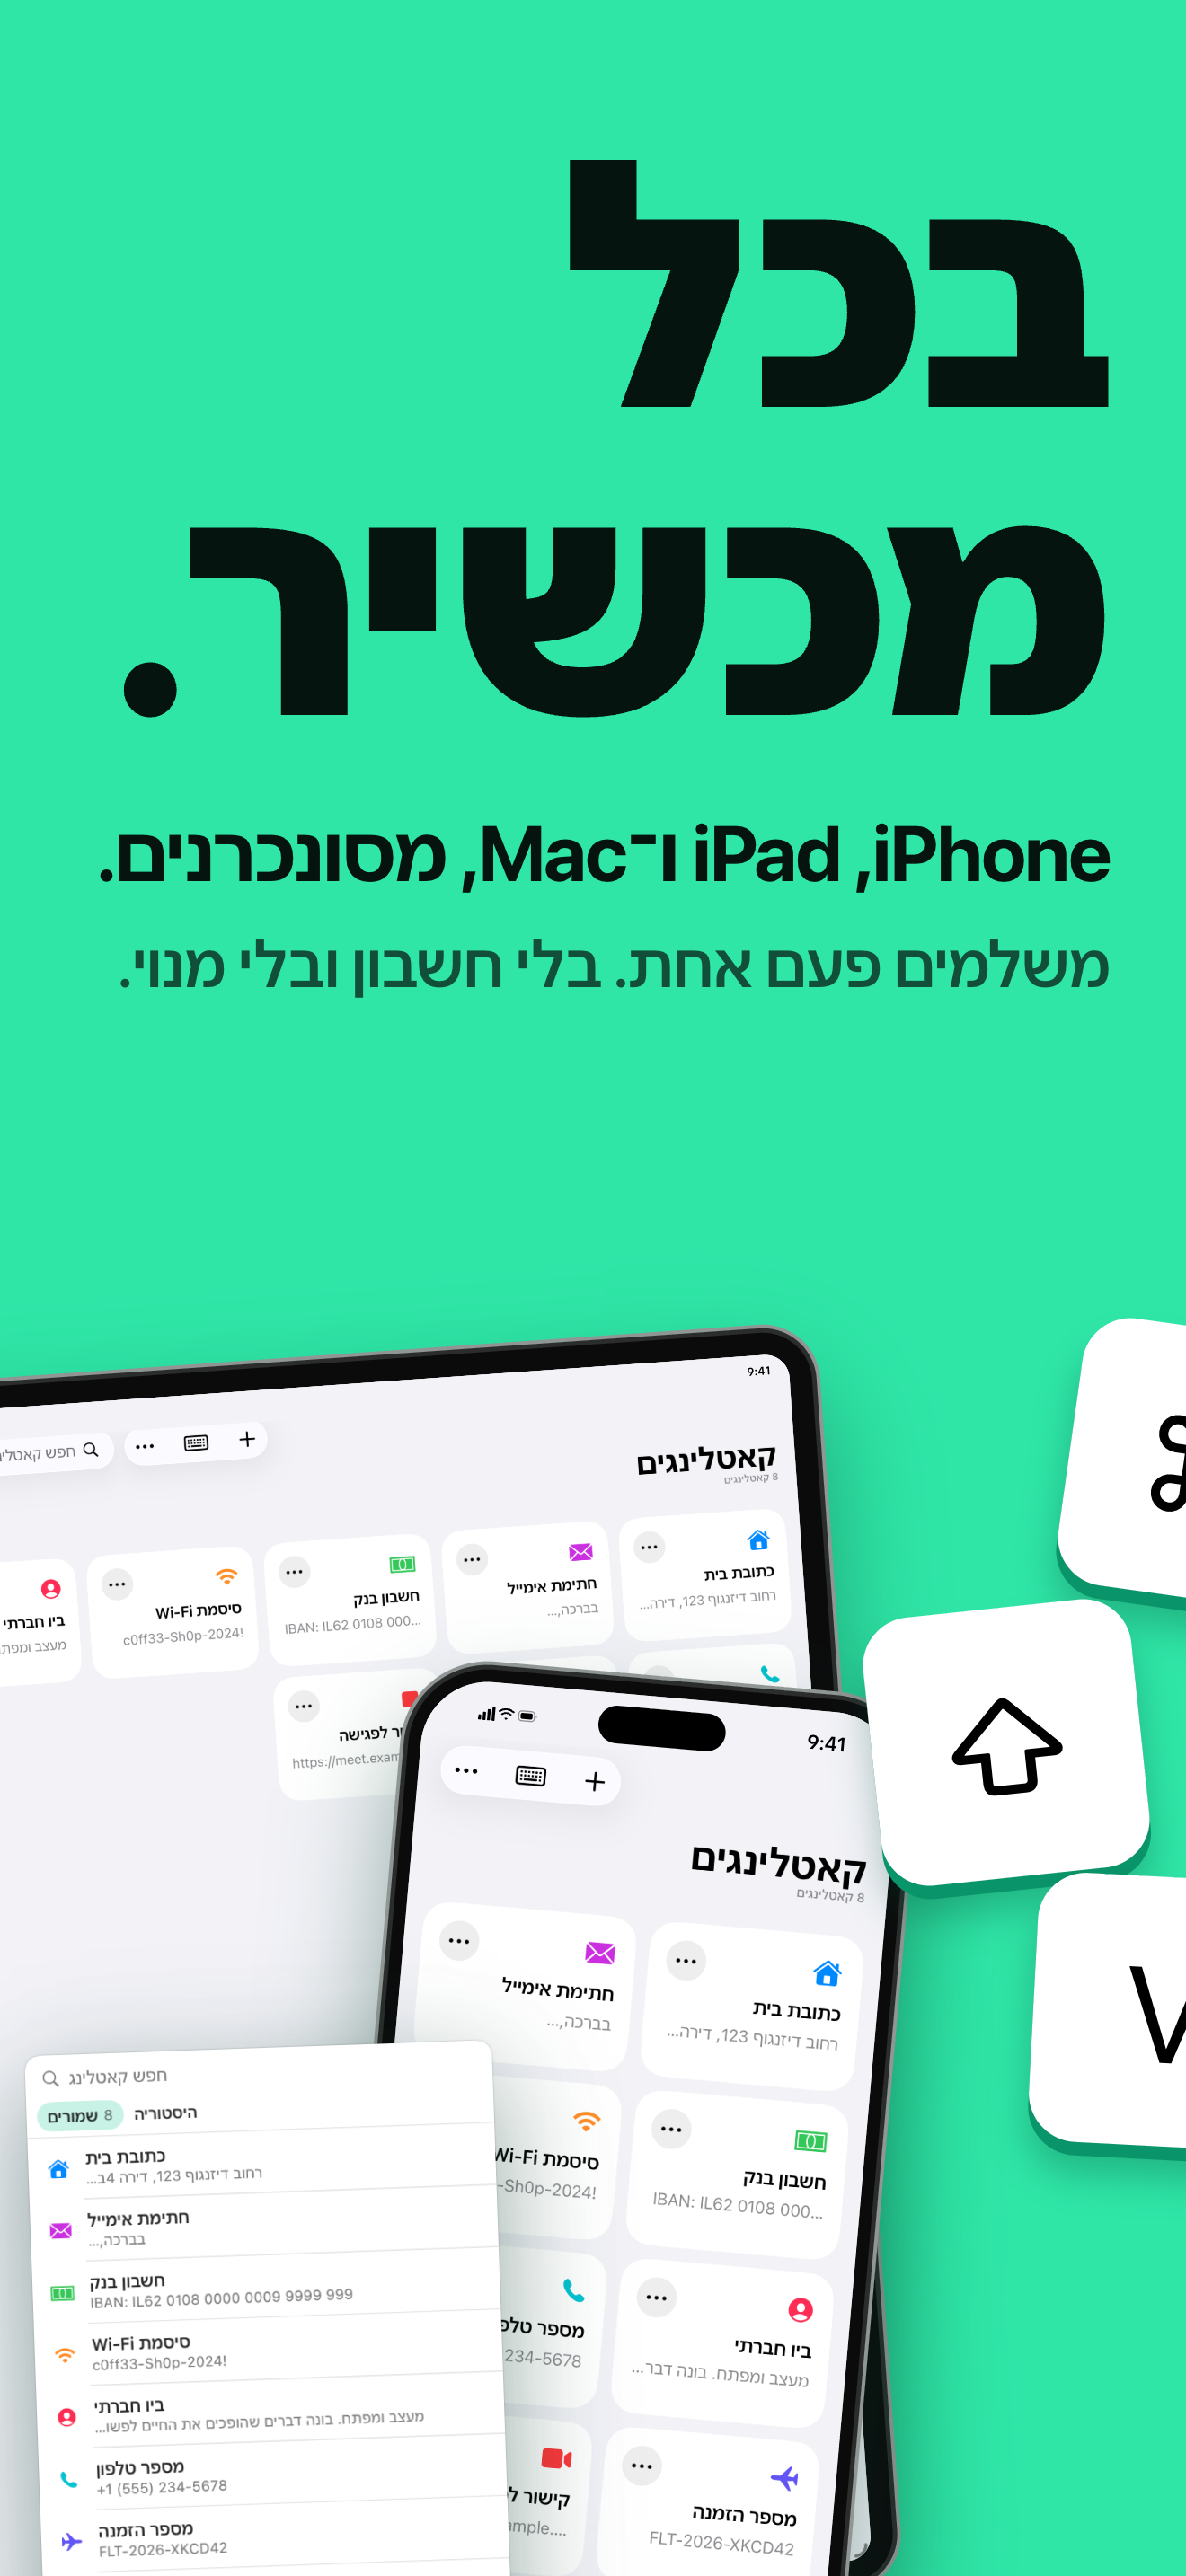 בכל
מכשיר.
iPhone, iPad ו־Mac, מסונכרנים.
משלמים פעם אחת. בלי חשבון ובלי מנוי.
9:41
חפש
קאטלינגים
8 קאטלינגים
כתובת בית
רחוב דיזנגוף 123, דירה...
חתימת אימייל
בברכה,...
חשבון בנק
IBAN: IL62 0108 000...
סיסמת Wi-Fi
c0ff33-Sh0p-2024!
ביו חברתי
מעצב
לפגישה
https://meet.exam
9:41
קאטלינגים
8 קאטלינגים
כתובת בית
רחוב דיזנגוף 123, דירה...
חתימת אימייל
בברכה,...
חשבון בנק
IBAN: IL62 0108 000...
סיסמת Wi-Fi
-Sh0p-2024!
ביו חברתי
מעצב ומפתח. בונה דבר...
מספר
234-5678
מספר הזמנה
FLT-2026-XKCD42
קישור
ample....
חפש קאטלינג
8 שמורים
היסטוריה
כתובת בית
רחוב דיזנגוף 123, דירה 4ב...
חתימת אימייל
בברכה,...
חשבון בנק
IBAN: IL62 0108 0000 0009 9999 999
סיסמת Wi-Fi
c0ff33-Sh0p-2024!
ביו חברתי
מעצב ומפתח. בונה דברים שהופכים את החיים לפשו...
מספר טלפון
+1 (555) 234-5678
מספר הזמנה
FLT-2026-XKCD42
⌘
V